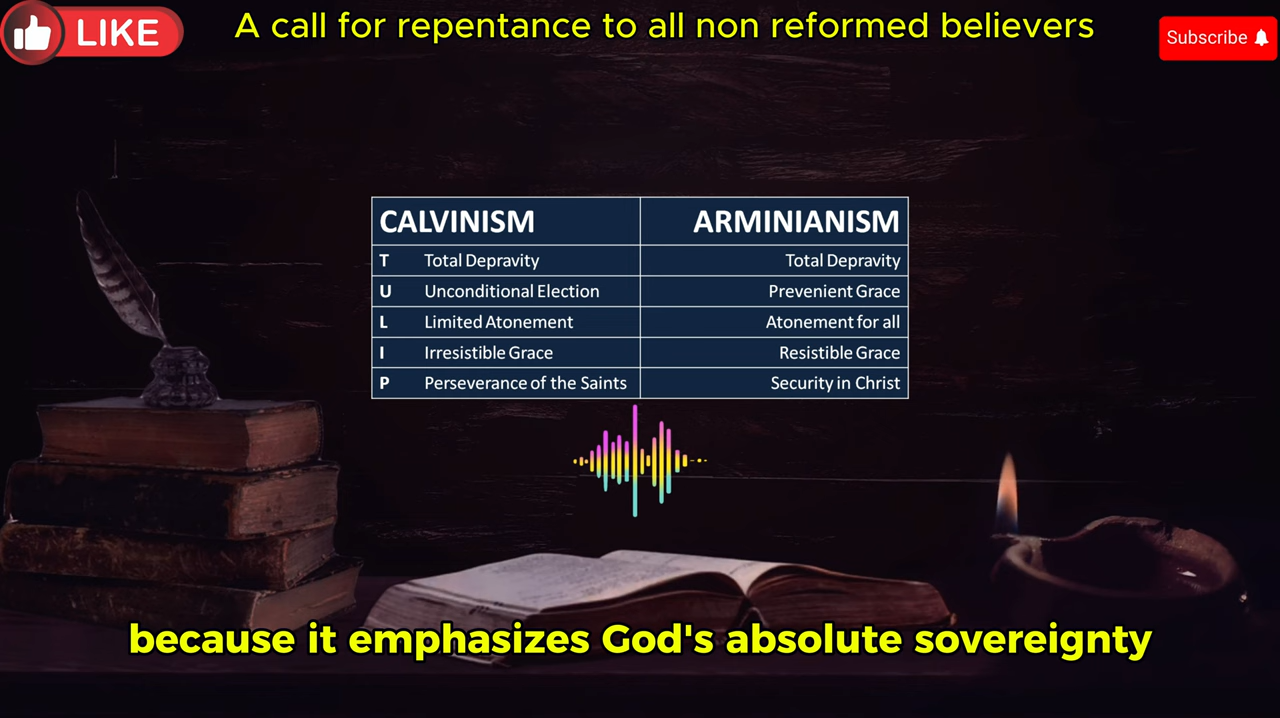 LIKE
A call for repentance to all non reformed believers
Subscribe
CALVINISM ARMINIANISM
T Total Depravity Total Depravity
U Unconditional Election Prevenient Grace
L Limited Atonement Atonement for all
I Irresistible Grace Resistible Grace
P Perseverance of the Saints Security in Christ
because it emphasizes God's absolute sovereignty